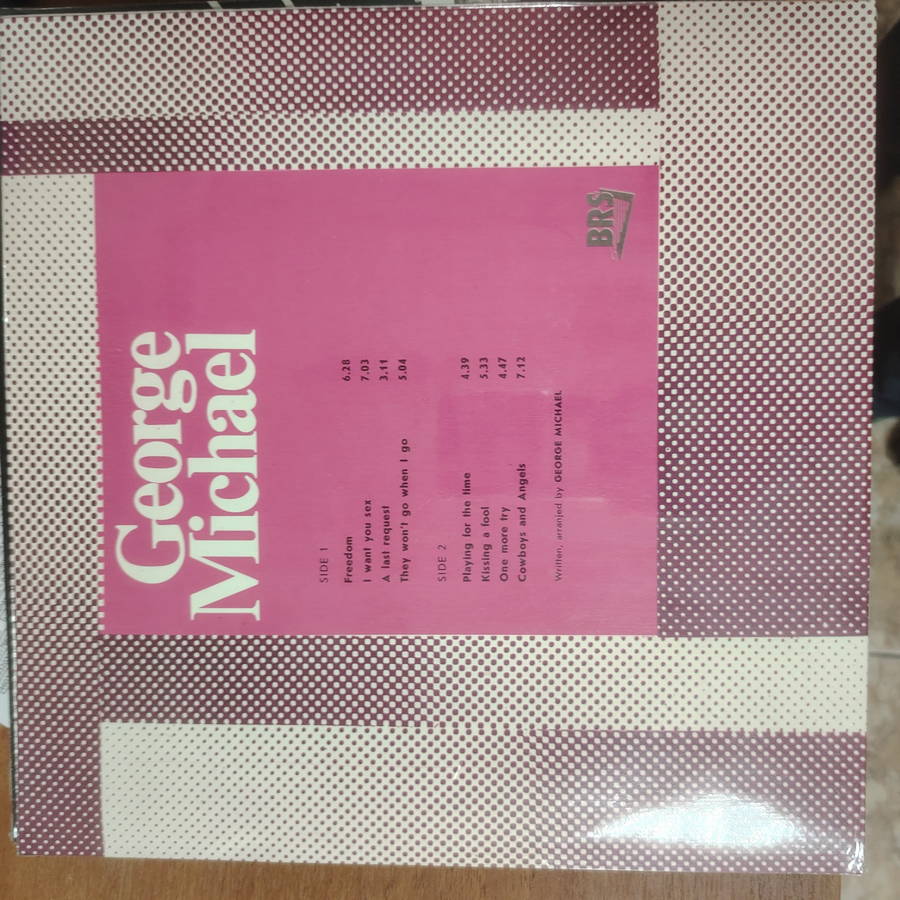 George
Michael
SIDE 1
Freedom 6.28
I want you sex 7.03
A last request 3.11
They won't go when I go 5.04
SIDE 2
Playing for the time 4.39
Kissing a fool 5.33
One more try 4.47
Cowboys and Angels 7.12
Written, arranjed by GEORGE MICHAEL
BRS